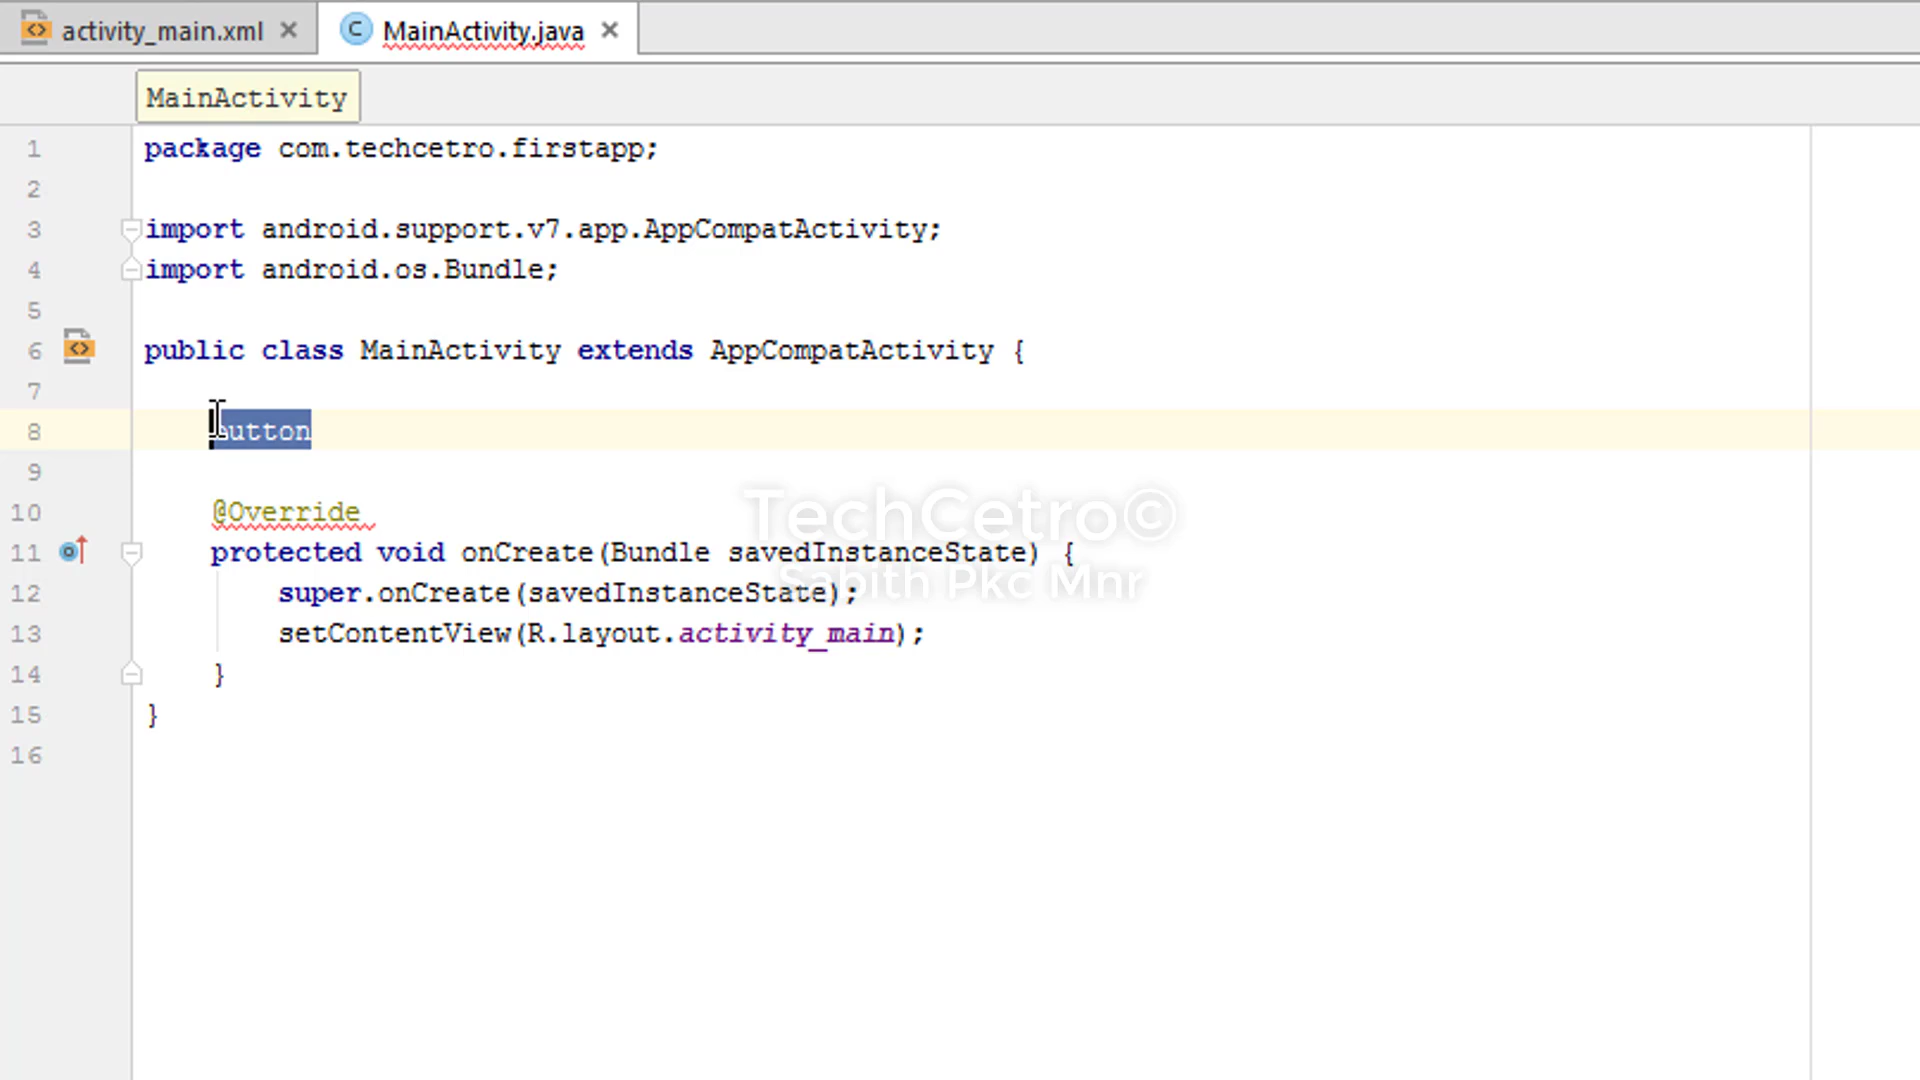 activity_main.xml
MainActivity.java
MainActivity
1 package com.techcetro.firstapp;
2
3 import android.support.v7.app.AppCompatActivity;
4 import android.os.Bundle;
5
6 public class MainActivity extends AppCompatActivity {
7
8 button
9
10 @Override
11 protected void onCreate(Bundle savedInstanceState) {
12 super.onCreate(savedInstanceState);
13 setContentView(R.layout.activity_main);
14 }
15 }
16
TechCetro©
Sabith Pkc Mnr